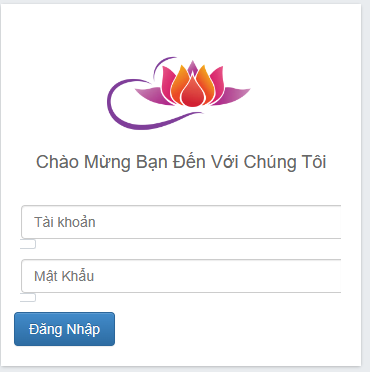 Chào Mừng Bạn Đến Với Chúng Tôi
Tài khoản
Mật Khẩu
Đăng Nhập